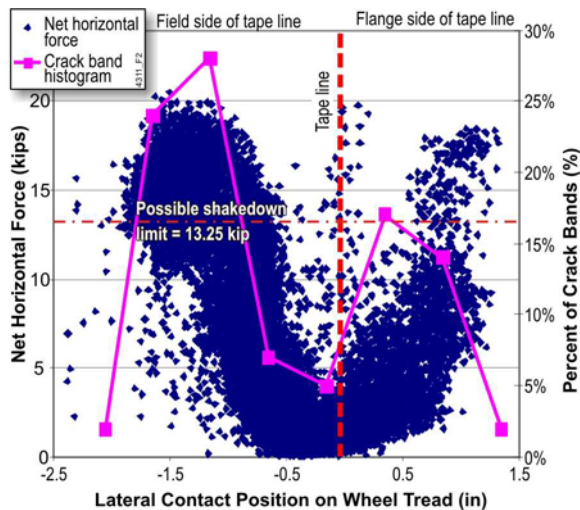 Net horizontal
force
Crack band
histogram
4311_F2
Field side of tape line
Flange side of tape line
Tape line
Possible shakedown
limit = 13.25 kip
Net Horizontal Force (kips)
20
15
10
5
0
Percent of Crack Bands (%)
30%
25%
20%
15%
10%
5%
0%
-2.5 -1.5 -0.5 0.5 1.5
Lateral Contact Position on Wheel Tread (in)